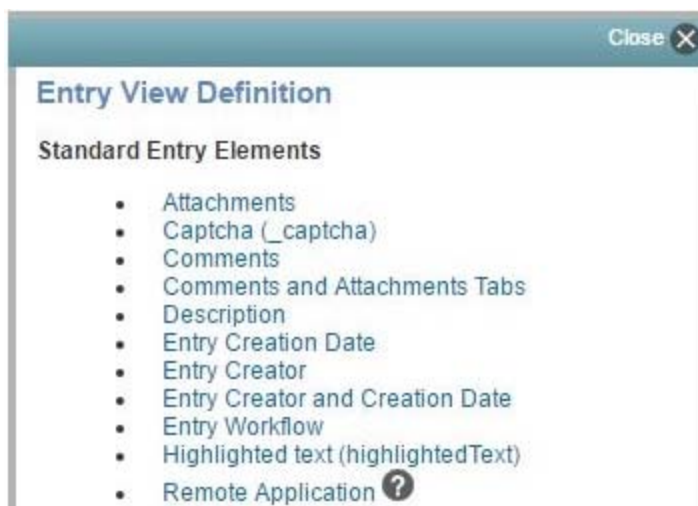 Close
Entry View Definition
Standard Entry Elements
Attachments
Captcha (_captcha)
Comments
Comments and Attachments Tabs
Description
Entry Creation Date
Entry Creator
Entry Creator and Creation Date
Entry Workflow
Highlighted text (highlightedText)
Remote Application ?